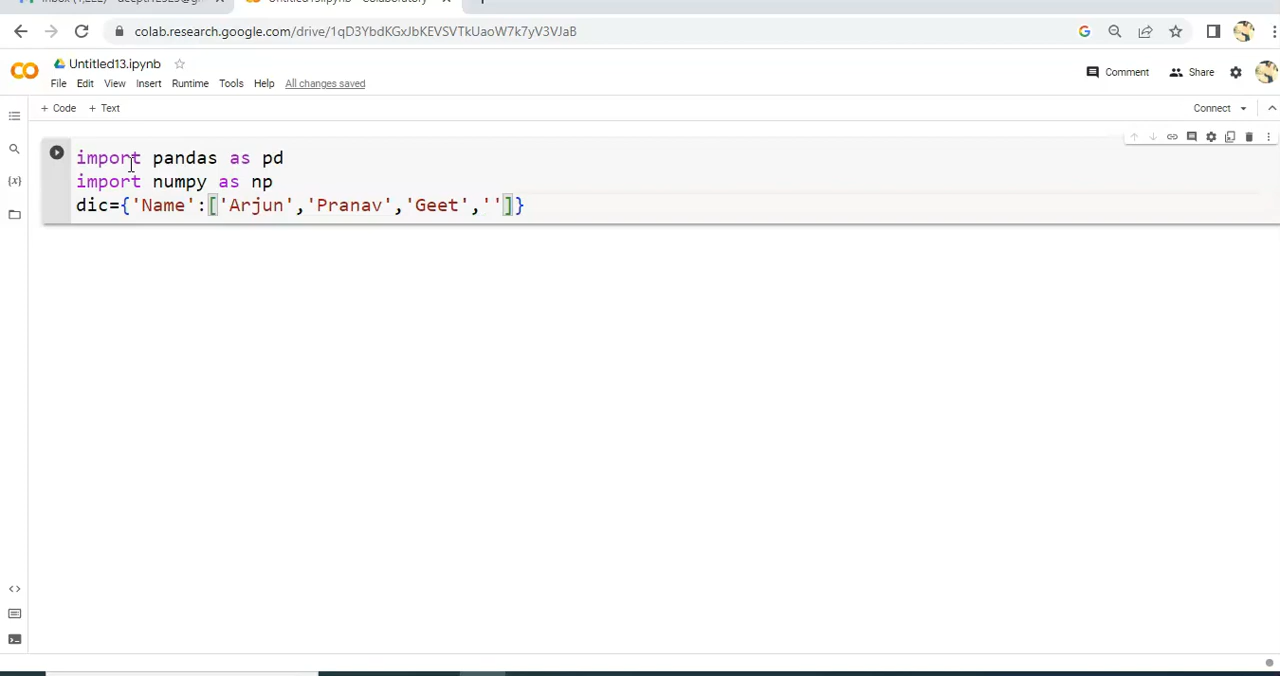 colab.research.google.com/drive/1qD3YbdKGxJbKEVSVTkUaoW7k7yV3VJaB
Untitled13.ipynb
File Edit View Insert Runtime Tools Help All changes saved
Comment Share
+ Code + Text
Connect
import pandas as pd
import numpy as np
dic={'Name':['Arjun','Pranav','Geet','']}